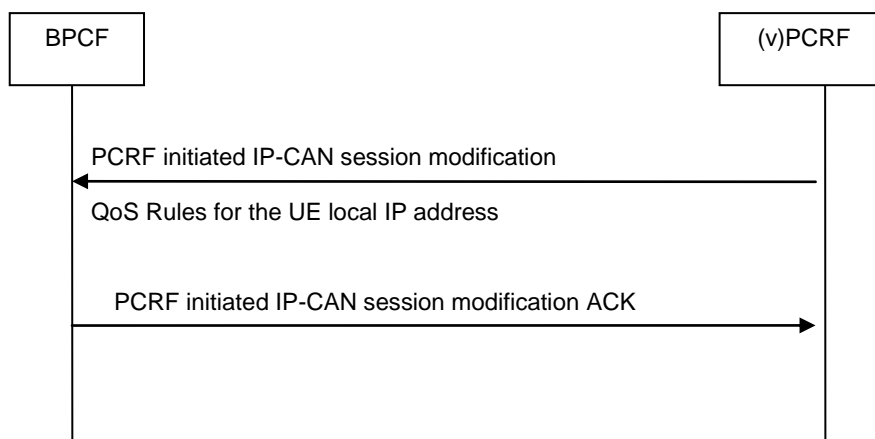 BPCF
(v)PCRF
PCRF initiated IP-CAN session modification
QoS Rules for the UE local IP address
PCRF initiated IP-CAN session modification ACK